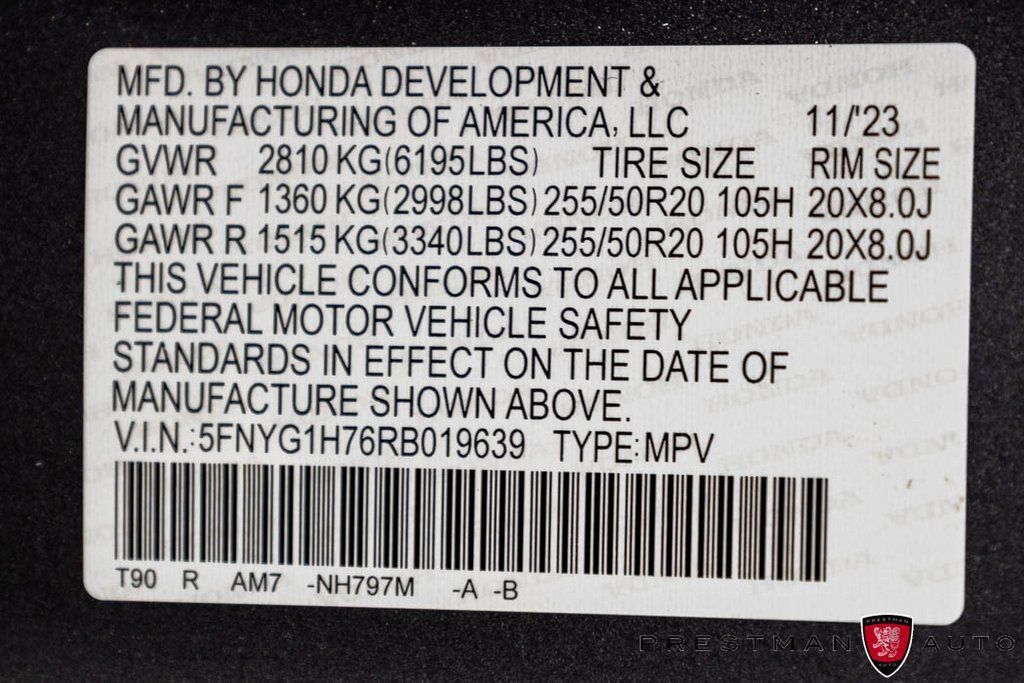 MFD. BY HONDA DEVELOPMENT &
MANUFACTURING OF AMERICA, LLC 11/'23
GVWR 2810 KG(6195LBS) TIRE SIZE RIM SIZE
GAWR F 1360 KG(2998LBS) 255/50R20 105H 20X8.0J
GAWR R 1515 KG(3340LBS) 255/50R20 105H 20X8.0J
THIS VEHICLE CONFORMS TO ALL APPLICABLE
FEDERAL MOTOR VEHICLE SAFETY
STANDARDS IN EFFECT ON THE DATE OF
MANUFACTURE SHOWN ABOVE.
V.I.N.:5FNYG1H76RB019639 TYPE:MPV
T90 R AM7 -NH797M -A -B
PRESTMAN AUTO
PRESTMAN
AUTO